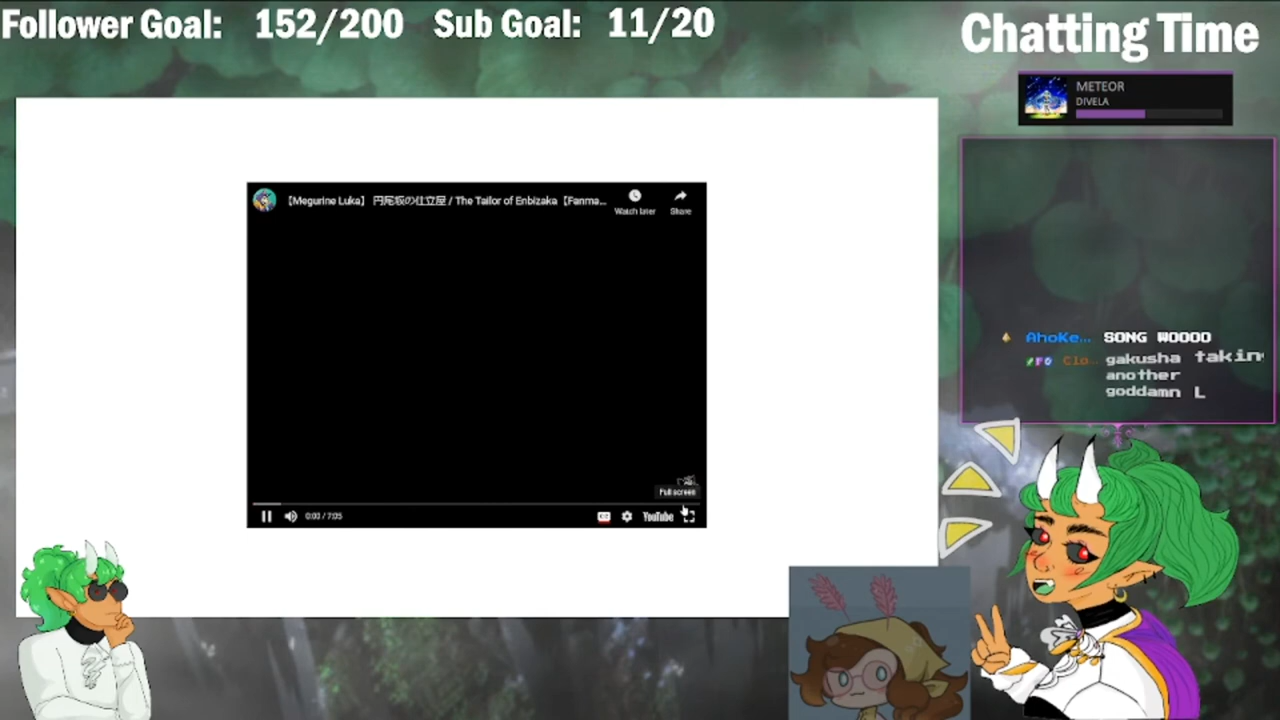 Follower Goal: 152/200 Sub Goal: 11/20
Chatting Time
METEOR
DIVELA
【Megurine Luka】 円尾坂の仕立屋 / The Tailor of Enbizaka【Fanma...
Watch later
Share
AhoKe... SONG WOOOD
Clo... gakusha takin
another
goddamn L
Full screen
0:00 / 7:05
YouTube